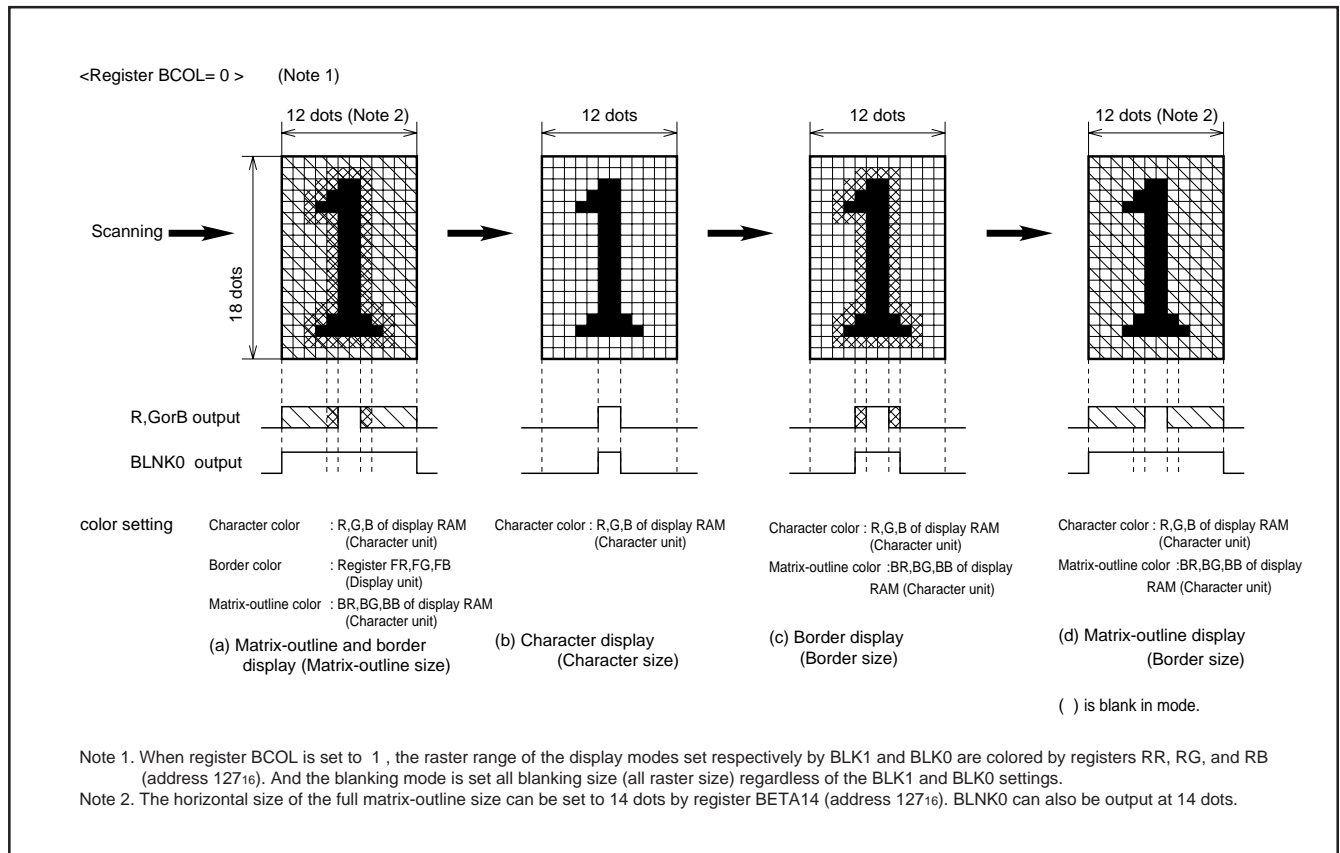 <Register BCOL= 0 > (Note 1)
12 dots (Note 2)
12 dots
12 dots
12 dots (Note 2)
Scanning
18 dots
R,GorB output
BLNK0 output
color setting
Character color : R,G,B of display RAM
(Character unit)
Border color : Register FR,FG,FB
(Display unit)
Matrix-outline color : BR,BG,BB of display RAM
(Character unit)
(a) Matrix-outline and border
display (Matrix-outline size)
Character color : R,G,B of display RAM
(Character unit)
(b) Character display
(Character size)
Character color : R,G,B of display RAM
(Character unit)
Matrix-outline color : BR,BG,BB of display
RAM (Character unit)
(c) Border display
(Border size)
Character color : R,G,B of display RAM
(Character unit)
Matrix-outline color :BR,BG,BB of display
RAM (Character unit)
(d) Matrix-outline display
(Border size)
( ) is blank in mode.
Note 1. When register BCOL is set to 1 , the raster range of the display modes set respectively by BLK1 and BLK0 are colored by registers RR, RG, and RB
(address 127₁₆). And the blanking mode is set all blanking size (all raster size) regardless of the BLK1 and BLK0 settings.
Note 2. The horizontal size of the full matrix-outline size can be set to 14 dots by register BETA14 (address 127₁₆). BLNK0 can also be output at 14 dots.